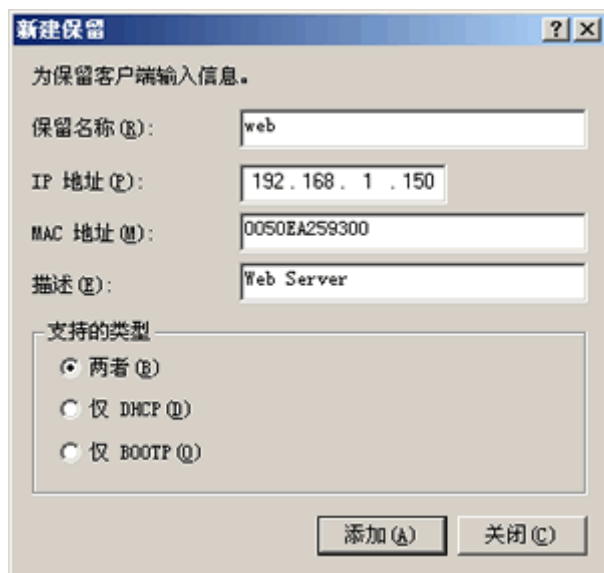 新建保留
为保留客户端输入信息。
保留名称(R): web
IP 地址(P): 192 . 168 . 1 . 150
MAC 地址(M): 0050EA259300
描述(E): Web Server
支持的类型
两者(B)
仅 DHCP(D)
仅 BOOTP(O)
添加(A) 关闭(C)